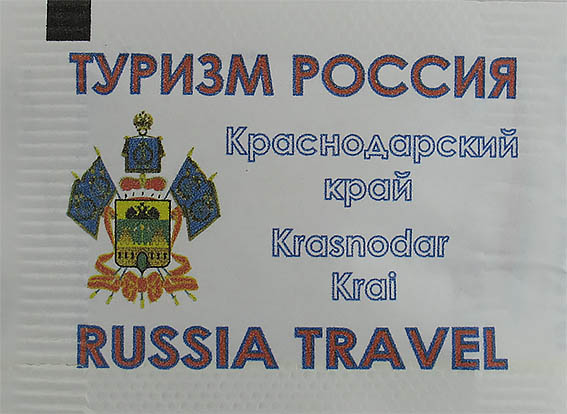 ТУРИЗМ РОССИЯ
Краснодарский
край
Krasnodar
Krai
RUSSIA TRAVEL